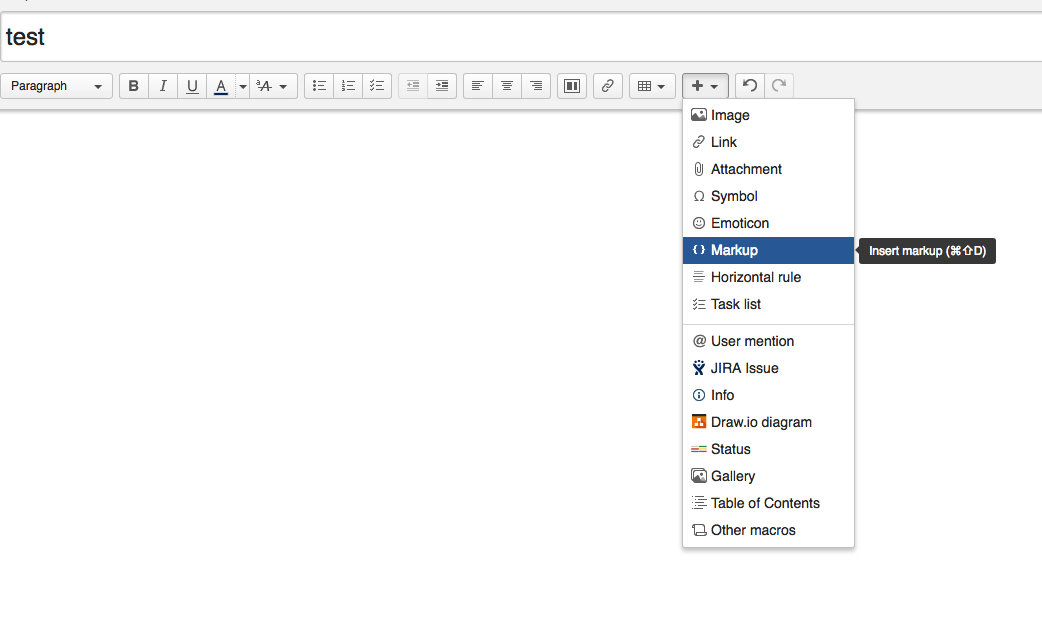 test
Paragraph B I U A A
Image
Link
Attachment
Symbol
Emoticon
Markup
Insert markup (⌘⇧D)
Horizontal rule
Task list
@ User mention
JIRA Issue
Info
Draw.io diagram
Status
Gallery
Table of Contents
Other macros